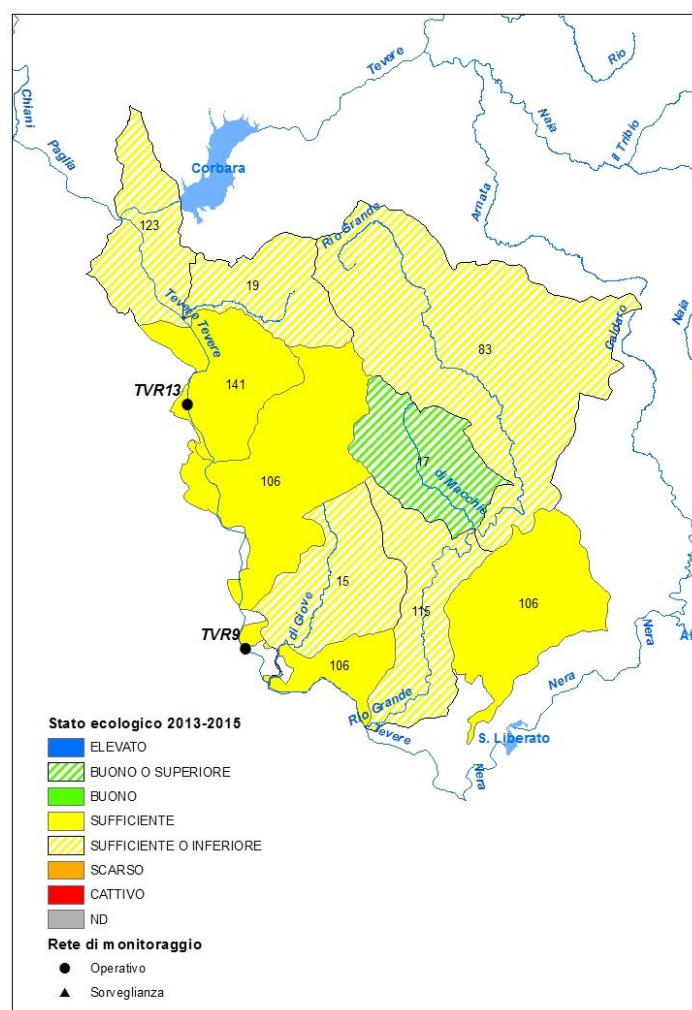 Chiani
Paglia
Tevere
Rio
Naia
il Tribio
Corbara
Arnata
123
Rio Grande
19
Tevere Tevere
83
Caldaro
Naia
TVR13
141
17
di Macchie
106
15
di Giove
115
106
TVR9
106
Nera
Nera
Rio Grande
Tevere
S. Liberato
Nera
Stato ecologico 2013-2015
ELEVATO
BUONO O SUPERIORE
BUONO
SUFFICIENTE
SUFFICIENTE O INFERIORE
SCARSO
CATTIVO
ND
Rete di monitoraggio
Operativo
Sorveglianza